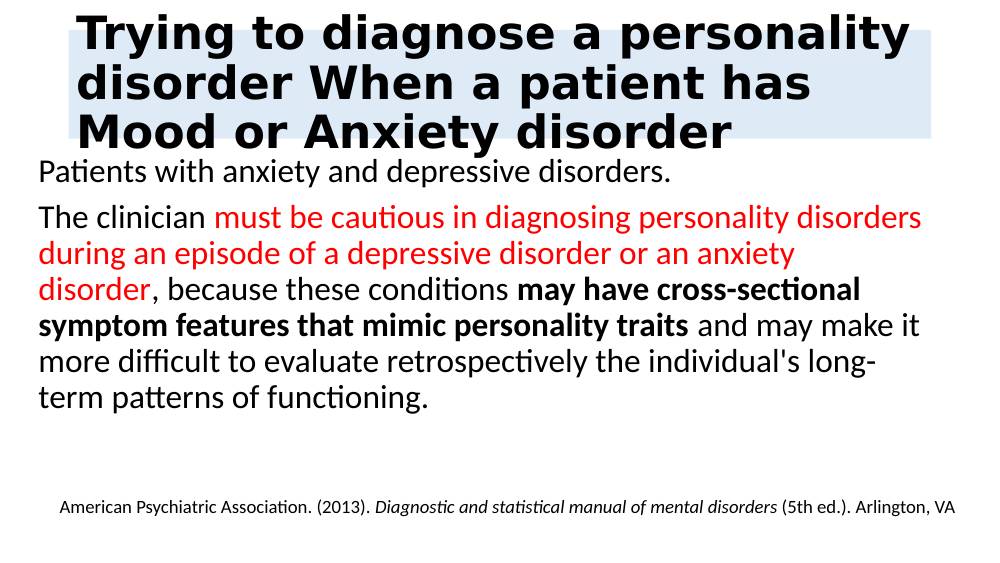 Trying to diagnose a personality
disorder When a patient has
Mood or Anxiety disorder
Patients with anxiety and depressive disorders.
The clinician must be cautious in diagnosing personality disorders
during an episode of a depressive disorder or an anxiety
disorder, because these conditions may have cross-sectional
symptom features that mimic personality traits and may make it
more difficult to evaluate retrospectively the individual's long-
term patterns of functioning.
American Psychiatric Association. (2013). Diagnostic and statistical manual of mental disorders (5th ed.). Arlington, VA